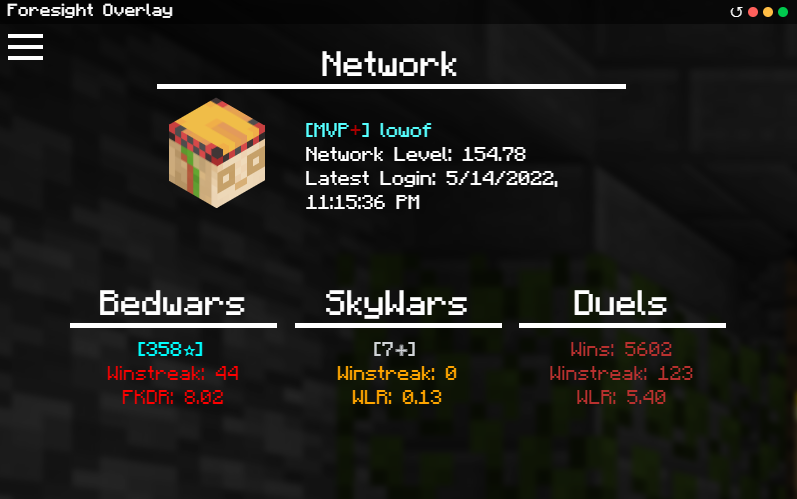 Foresight Overlay
Network
[MVP+] lowof
Network Level: 154.78
Latest Login: 5/14/2022,
11:15:36 PM
Bedwars
SkyWars
Duels
[358☆]
[7+]
Wins: 5602
Winstreak: 44
Winstreak: 0
Winstreak: 123
FKDR: 8.02
WLR: 0.13
WLR: 5.40